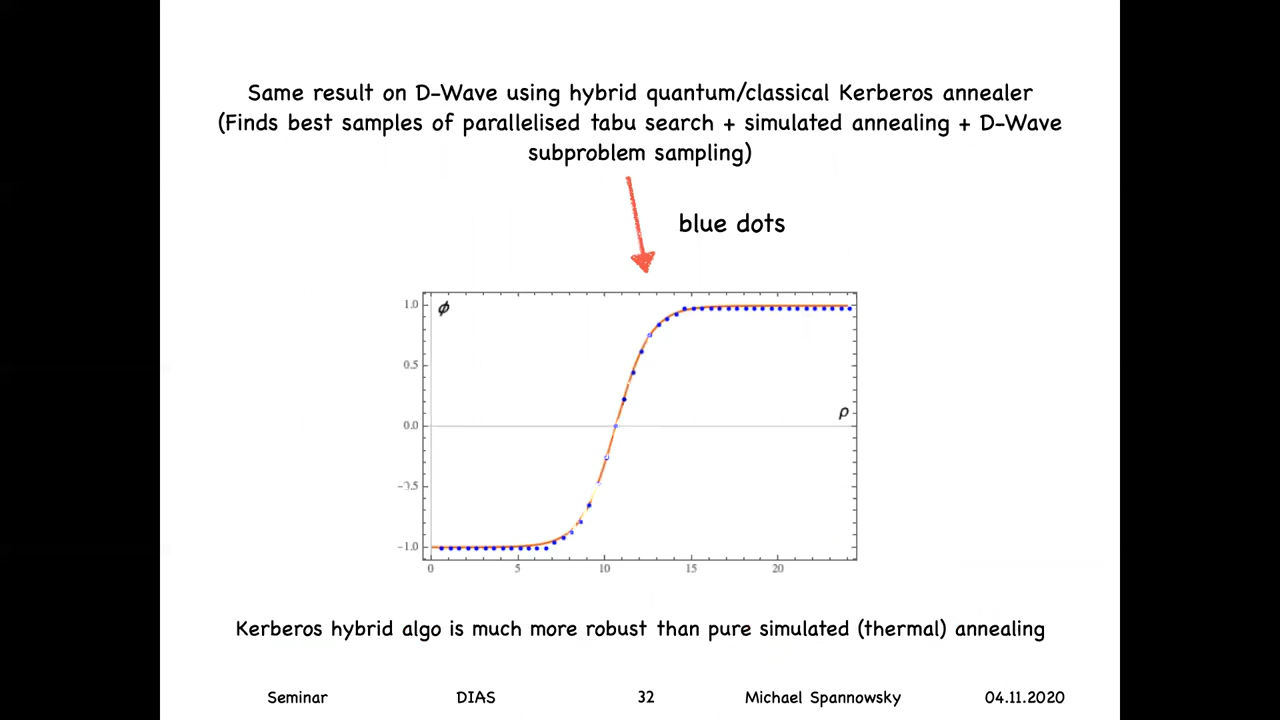 Same result on D-Wave using hybrid quantum/classical Kerberos annealer
(Finds best samples of parallelised tabu search + simulated annealing + D-Wave
subproblem sampling)
blue dots
ϕ
1.0
0.5
0.0
-0.5
-1.0
ρ
0 5 10 15 20
Kerberos hybrid algo is much more robust than pure simulated (thermal) annealing
Seminar DIAS 32 Michael Spannowsky 04.11.2020